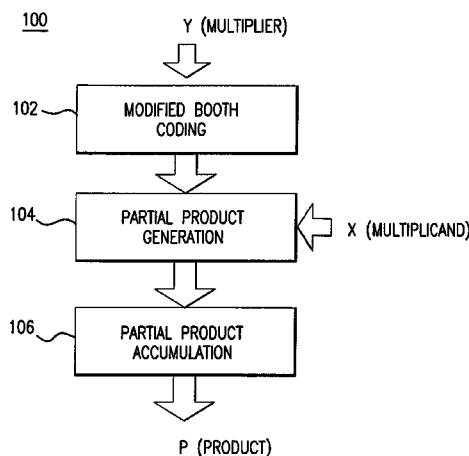 100
Y (MULTIPLIER)
102
MODIFIED BOOTH
CODING
104
PARTIAL PRODUCT
GENERATION
X (MULTIPLICAND)
106
PARTIAL PRODUCT
ACCUMULATION
P (PRODUCT)